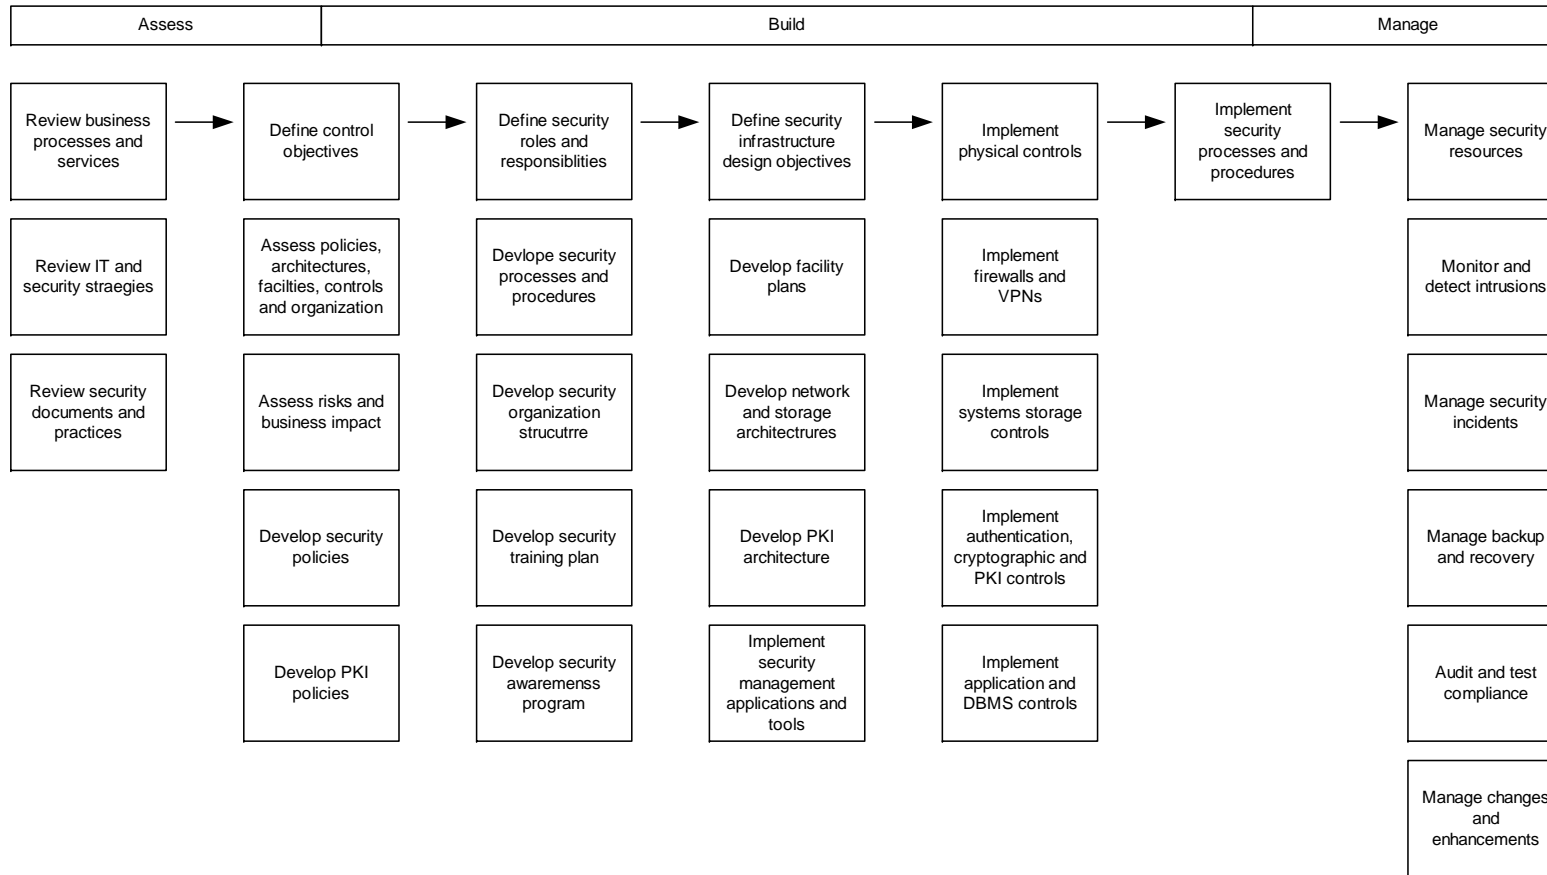 Assess
Build
Manage
Review business
processes and
services
Define control
objectives
Define security
roles and
responsiblities
Define security
infrastructure
design objectives
Implement
physical controls
Implement
security
processes and
procedures
Manage security
resources
Review IT and
security straegies
Assess policies,
architectures,
facilties, controls
and organization
Devlope security
processes and
procedures
Develop facility
plans
Implement
firewalls and
VPNs
Monitor and
detect intrusions
Review security
documents and
practices
Assess risks and
business impact
Develop security
organization
strucutrre
Develop network
and storage
architectrures
Implement
systems storage
controls
Manage security
incidents
Develop security
policies
Develop security
training plan
Develop PKI
architecture
Implement
authentication,
cryptographic and
PKI controls
Manage backup
and recovery
Develop PKI
policies
Develop security
awaremenss
program
Implement
security
management
applications and
tools
Implement
application and
DBMS controls
Audit and test
compliance
Manage changes
and
enhancements